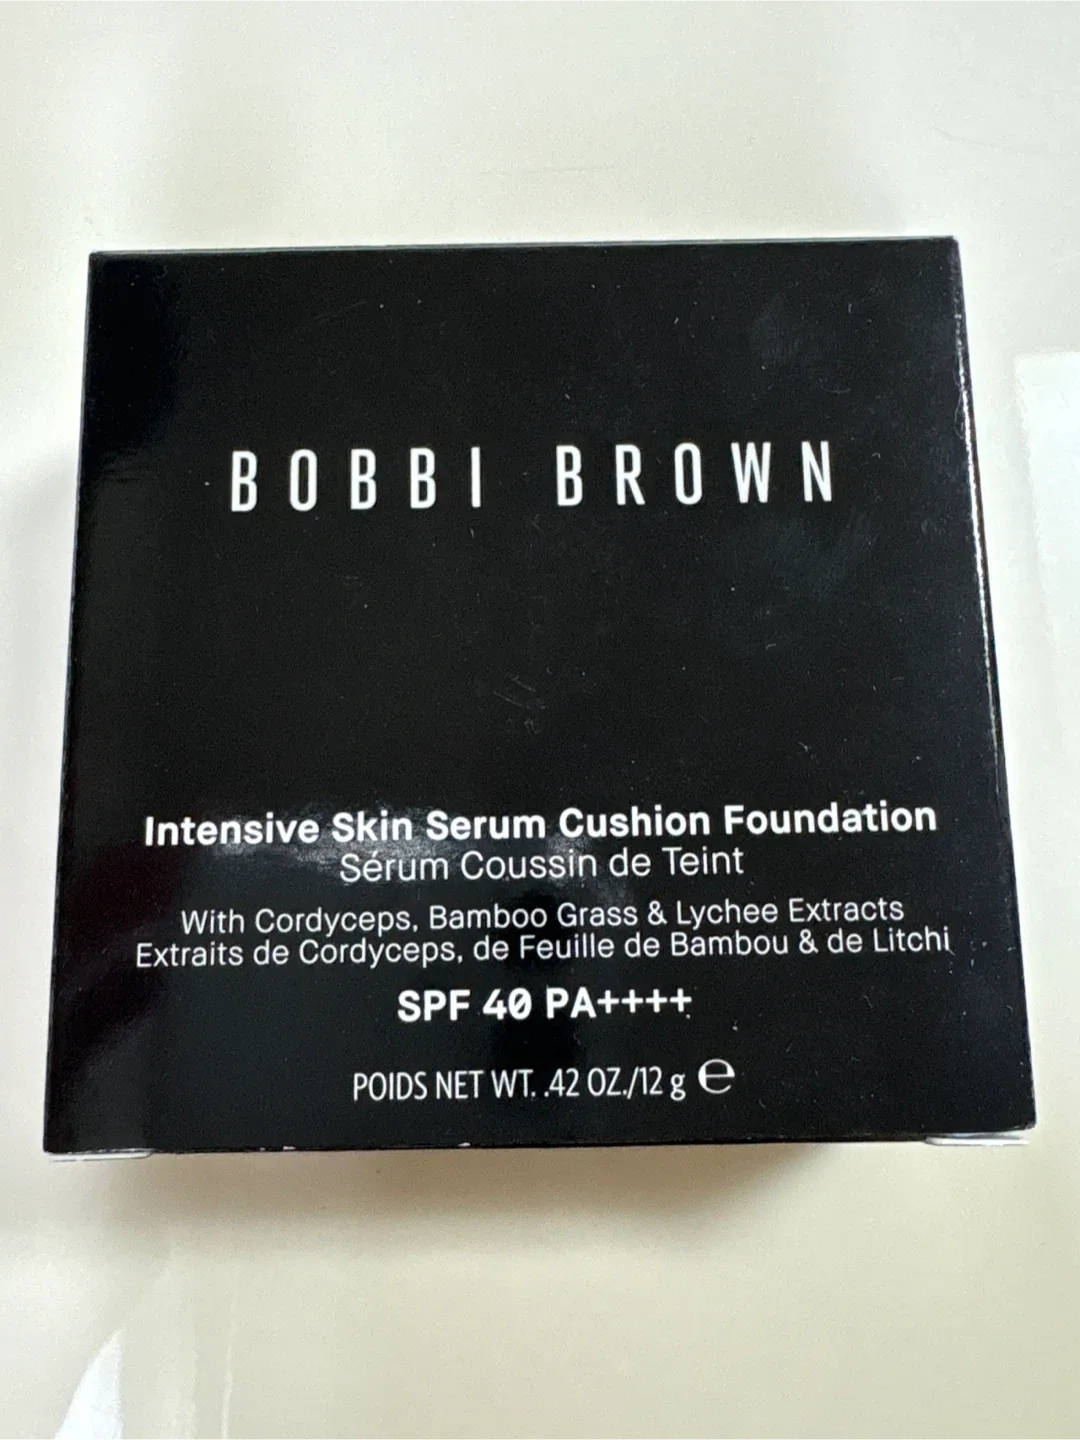 BOBBI BROWN
Intensive Skin Serum Cushion Foundation
Sérum Coussin de Teint
With Cordyceps, Bamboo Grass & Lychee Extracts
Extraits de Cordyceps, de Feuille de Bambou & de Litchi
SPF 40 PA++++
POIDS NET WT. .42 OZ./12 g ℮